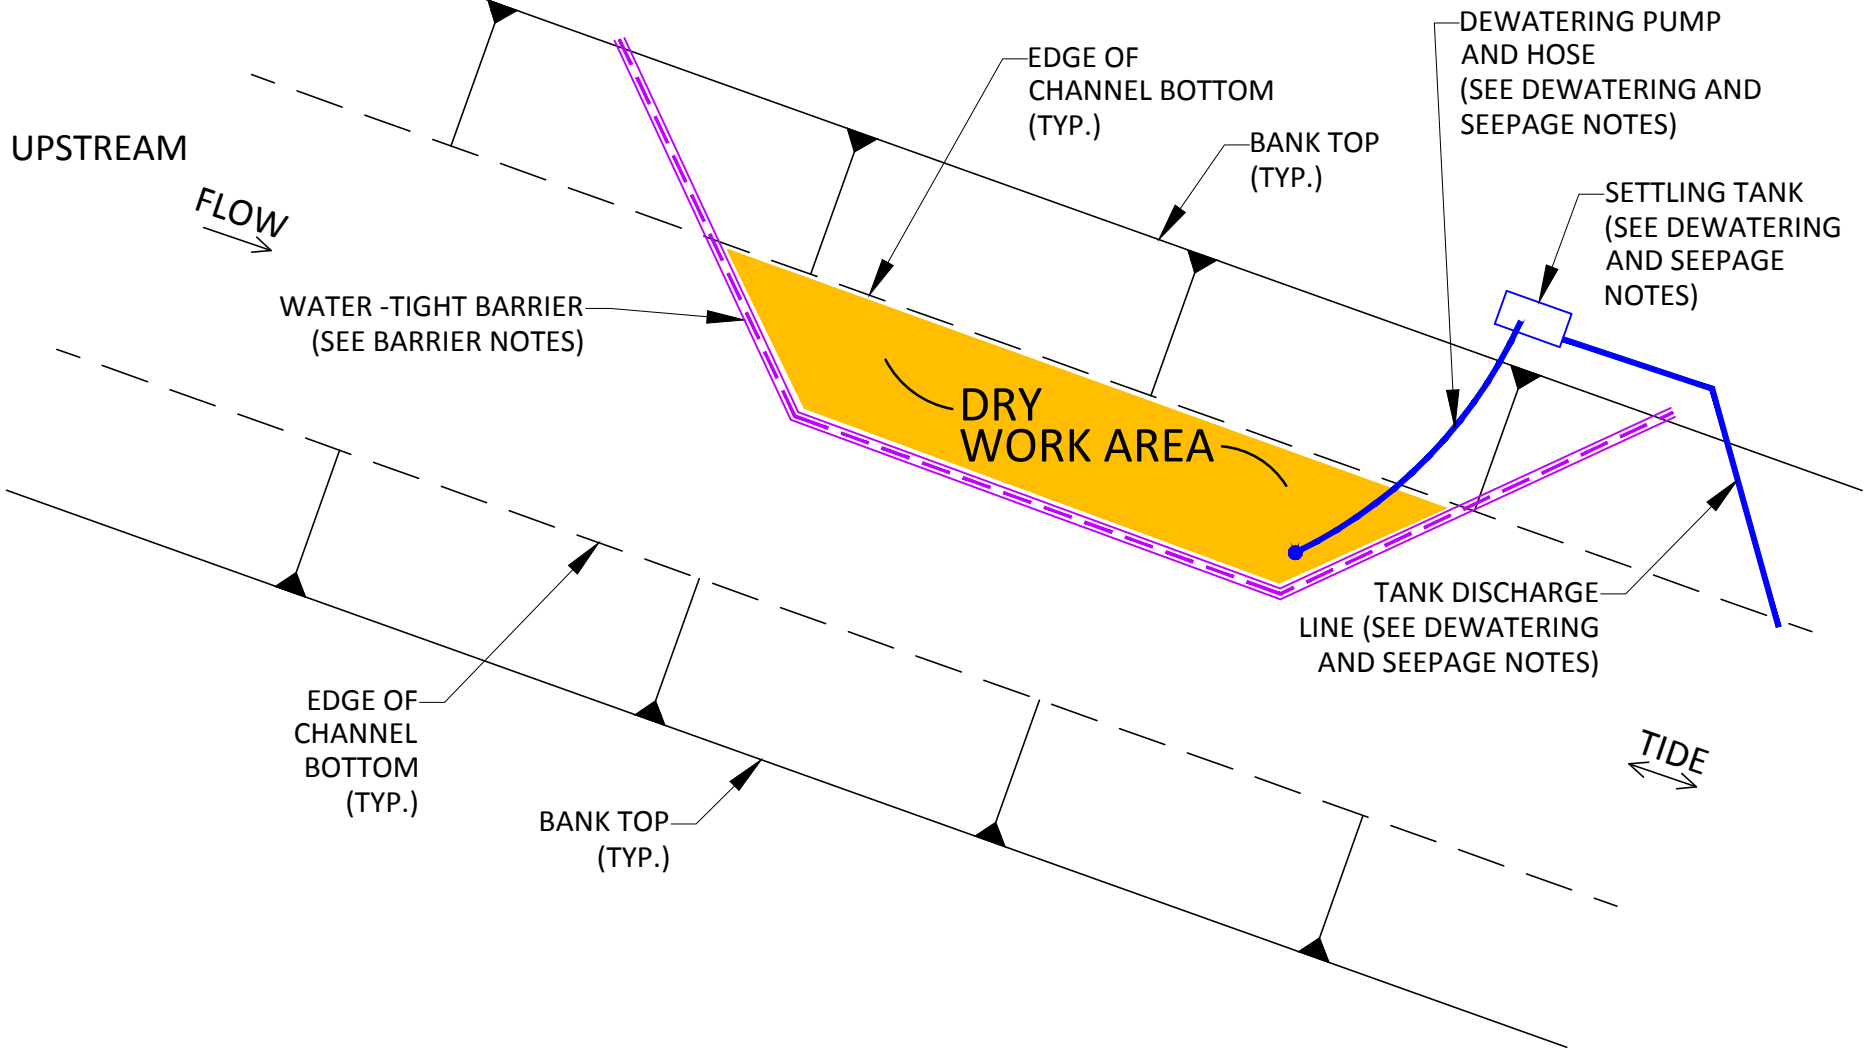 DEWATERING PUMP
AND HOSE
(SEE DEWATERING AND
SEEPAGE NOTES)
EDGE OF
CHANNEL BOTTOM
(TYP.)
BANK TOP
(TYP.)
UPSTREAM
FLOW
SETTLING TANK
(SEE DEWATERING
AND SEEPAGE
NOTES)
WATER -TIGHT BARRIER
(SEE BARRIER NOTES)
DRY
WORK AREA
TANK DISCHARGE
LINE (SEE DEWATERING
AND SEEPAGE NOTES)
EDGE OF
CHANNEL
BOTTOM
(TYP.)
TIDE
BANK TOP
(TYP.)